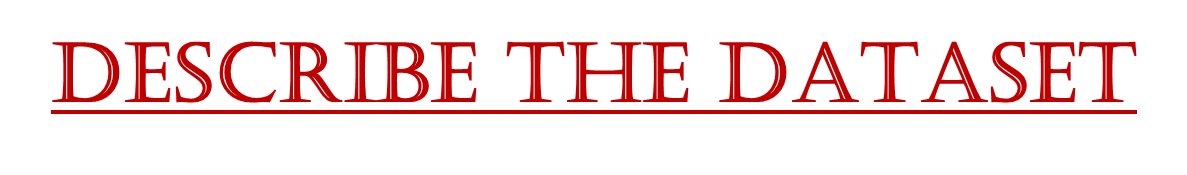 DESCRIBE THE DATASET